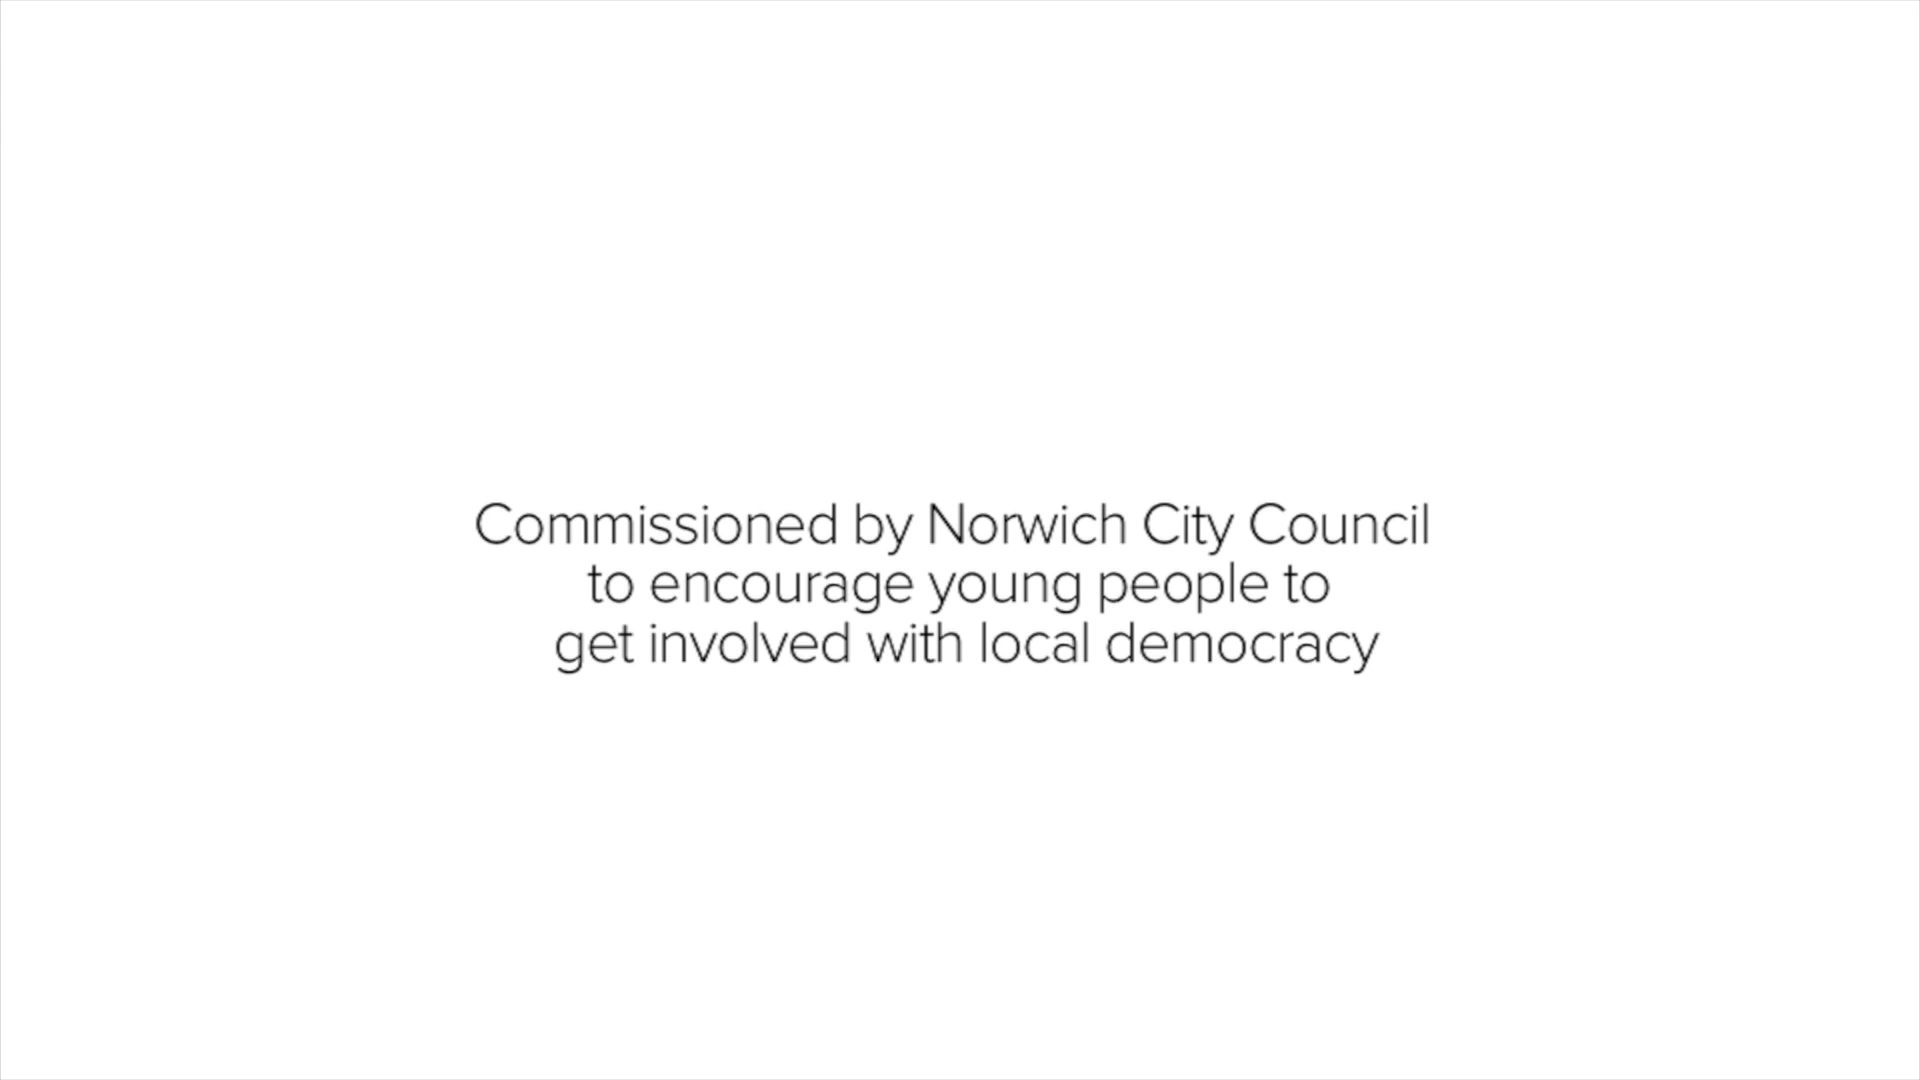 Commissioned by Norwich City Council
to encourage young people to
get involved with local democracy